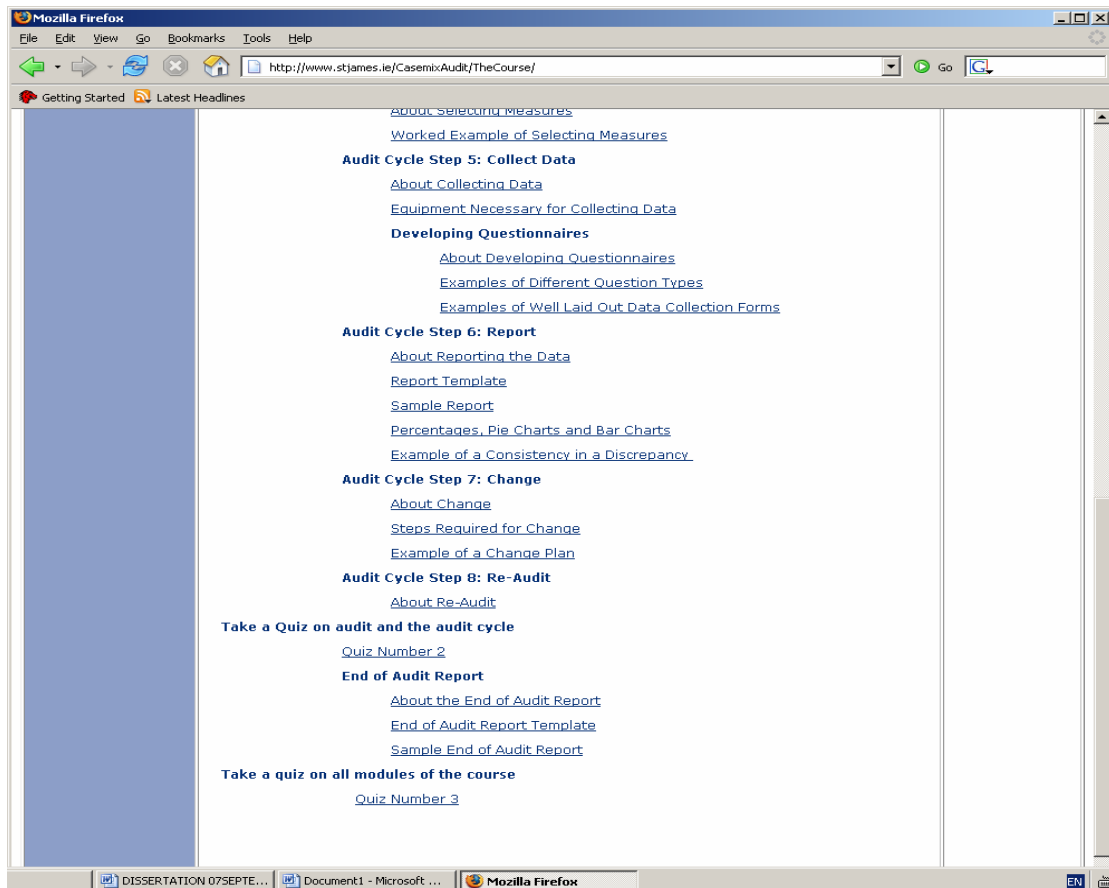 Mozilla Firefox
File Edit View Go Bookmarks Tools Help
http://www.stjames.ie/CasemixAudit/TheCourse/ Go G
Getting Started Latest Headlines
About Selecting Measures
Worked Example of Selecting Measures
Audit Cycle Step 5: Collect Data
About Collecting Data
Equipment Necessary for Collecting Data
Developing Questionnaires
About Developing Questionnaires
Examples of Different Question Types
Examples of Well Laid Out Data Collection Forms
Audit Cycle Step 6: Report
About Reporting the Data
Report Template
Sample Report
Percentages, Pie Charts and Bar Charts
Example of a Consistency in a Discrepancy
Audit Cycle Step 7: Change
About Change
Steps Required for Change
Example of a Change Plan
Audit Cycle Step 8: Re-Audit
About Re-Audit
Take a Quiz on audit and the audit cycle
Quiz Number 2
End of Audit Report
About the End of Audit Report
End of Audit Report Template
Sample End of Audit Report
Take a quiz on all modules of the course
Quiz Number 3
DISSERTATION 07SEPTE... Document1 - Microsoft ... Mozilla Firefox EN